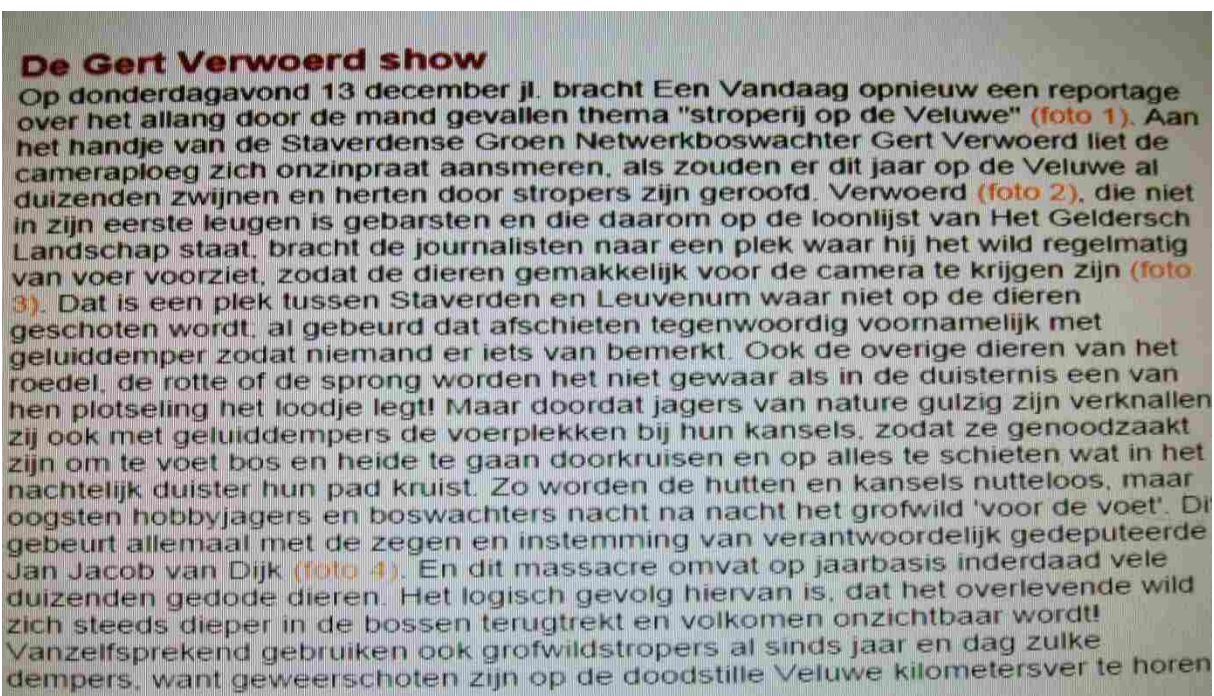 De Gert Verwoerd show
Op donderdagavond 13 december jl. bracht Een Vandaag opnieuw een reportage
over het allang door de mand gevallen thema "stroperij op de Veluwe" (foto 1). Aan
het handje van de Staverdense Groen Netwerkboswachter Gert Verwoerd liet de
cameraploeg zich onzinpraat aansmeren, als zouden er dit jaar op de Veluwe al
duizenden zwijnen en herten door stropers zijn geroofd. Verwoerd (foto 2), die niet
in zijn eerste leugen is gebarsten en die daarom op de loonlijst van Het Geldersch
Landschap staat, bracht de journalisten naar een plek waar hij het wild regelmatig
van voer voorziet, zodat de dieren gemakkelijk voor de camera te krijgen zijn (foto
3). Dat is een plek tussen Staverden en Leuvenum waar niet op de dieren
geschoten wordt, al gebeurd dat afschieten tegenwoordig voornamelijk met
geluiddemper zodat niemand er iets van bemerkt. Ook de overige dieren van het
roedel, de rotte of de sprong worden het niet gewaar als in de duisternis een van
hen plotseling het loodje legt! Maar doordat jagers van nature gulzig zijn verknallen
zij ook met geluiddempers de voerplekken bij hun kansels, zodat ze genoodzaakt
zijn om te voet bos en heide te gaan doorkruisen en op alles te schieten wat in het
nachtelijk duister hun pad kruist. Zo worden de hutten en kansels nutteloos, maar
oogsten hobbyjagers en boswachters nacht na nacht het grofwild 'voor de voet'. Di
gebeurt allemaal met de zegen en instemming van verantwoordelijk gedeputeerde
Jan Jacob van Dijk (foto 4). En dit massacre omvat op jaarbasis inderdaad vele
duizenden gedode dieren. Het logisch gevolg hiervan is, dat het overlevende wild
zich steeds dieper in de bossen terugtrekt en volkomen onzichtbaar wordt!
Vanzelfsprekend gebruiken ook grofwildstropers al sinds jaar en dag zulke
dempers, want geweerschoten zijn op de doodstille Veluwe kilometersver te horen